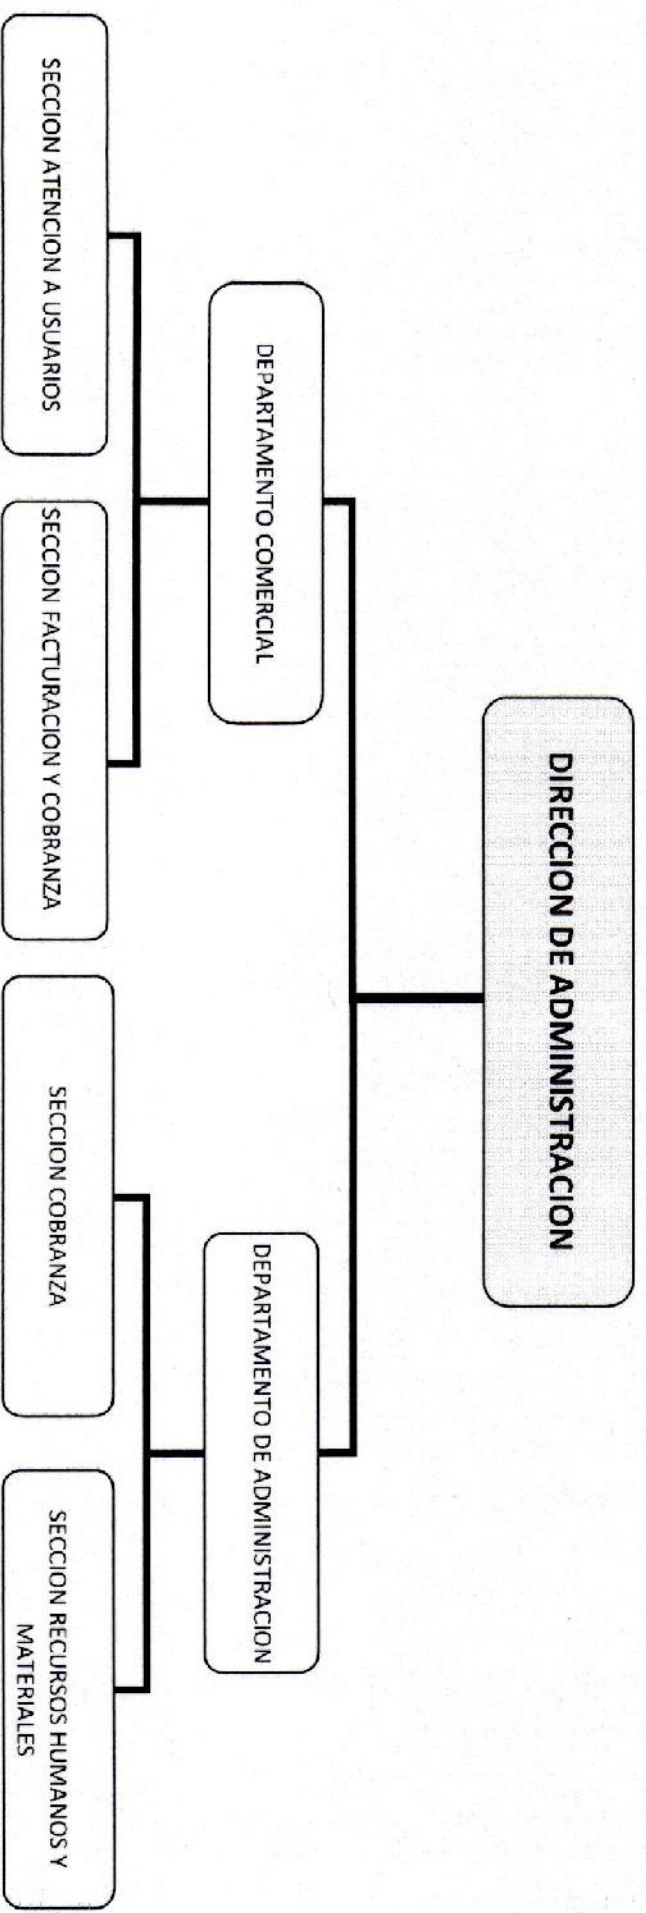 DIRECCION DE ADMINISTRACION
DEPARTAMENTO COMERCIAL
DEPARTAMENTO DE ADMINISTRACION
SECCION ATENCION A USUARIOS
SECCION FACTURACION Y COBRANZA
SECCION COBRANZA
SECCION RECURSOS HUMANOS Y
MATERIALES